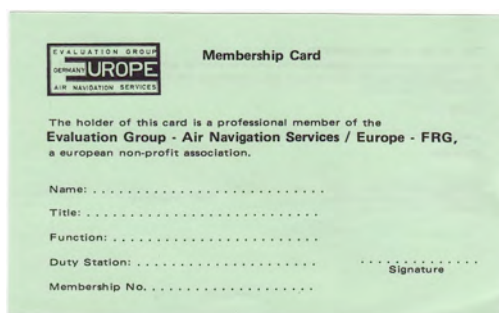 EVALUATION GROUP
GERMANY EUROPE
AIR NAVIGATION SERVICES
Membership Card
The holder of this card is a professional member of the
Evaluation Group - Air Navigation Services / Europe - FRG,
a european non-profit association.
Name: . . . . . . . . . . . . . . . . . . . . . . . . . . .
Title: . . . . . . . . . . . . . . . . . . . . . . . . . . .
Function: . . . . . . . . . . . . . . . . . . . . . . . .
Duty Station: . . . . . . . . . . . . . . . . . . . . .
Signature
Membership No. . . . . . . . . . . . . . . . . . . .